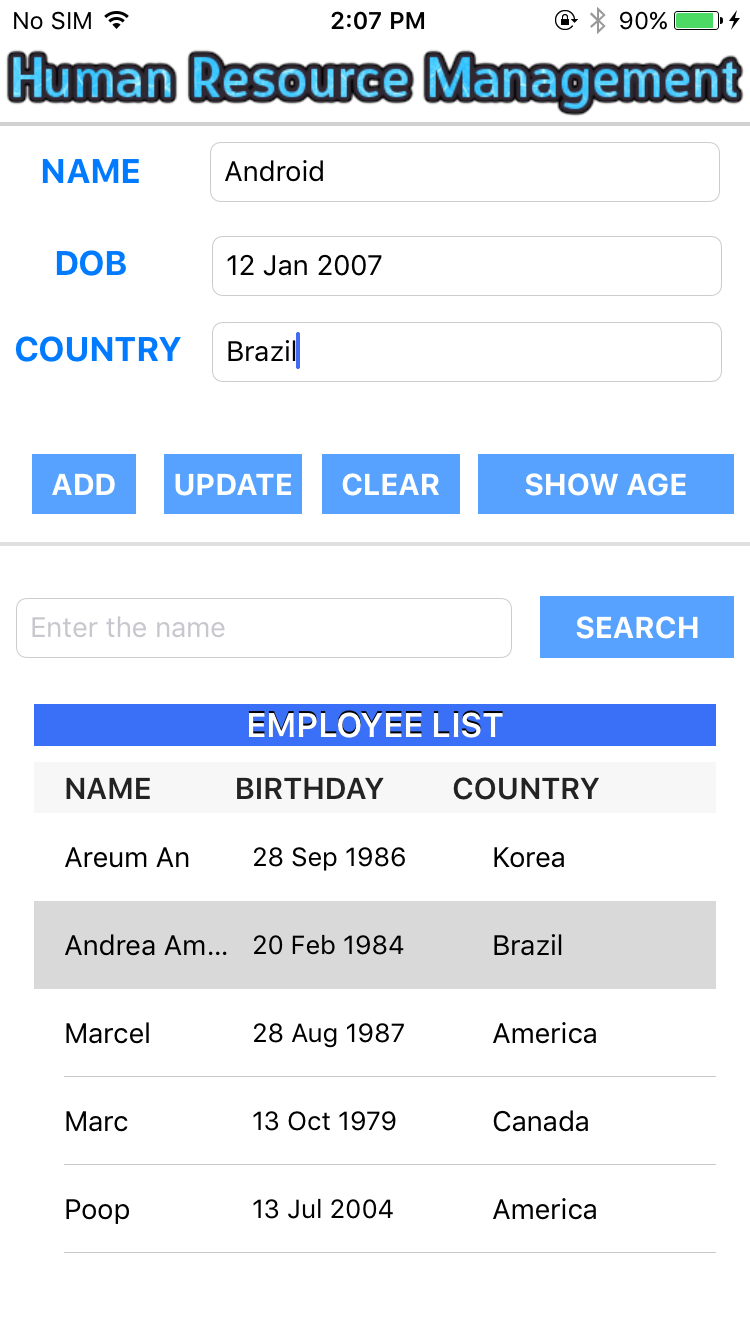 No SIM 2:07 PM 90%
Human Resource Management
NAME Android
DOB 12 Jan 2007
COUNTRY Brazil
ADD UPDATE CLEAR SHOW AGE
Enter the name SEARCH
EMPLOYEE LIST
NAME BIRTHDAY COUNTRY
Areum An 28 Sep 1986 Korea
Andrea Am... 20 Feb 1984 Brazil
Marcel 28 Aug 1987 America
Marc 13 Oct 1979 Canada
Poop 13 Jul 2004 America